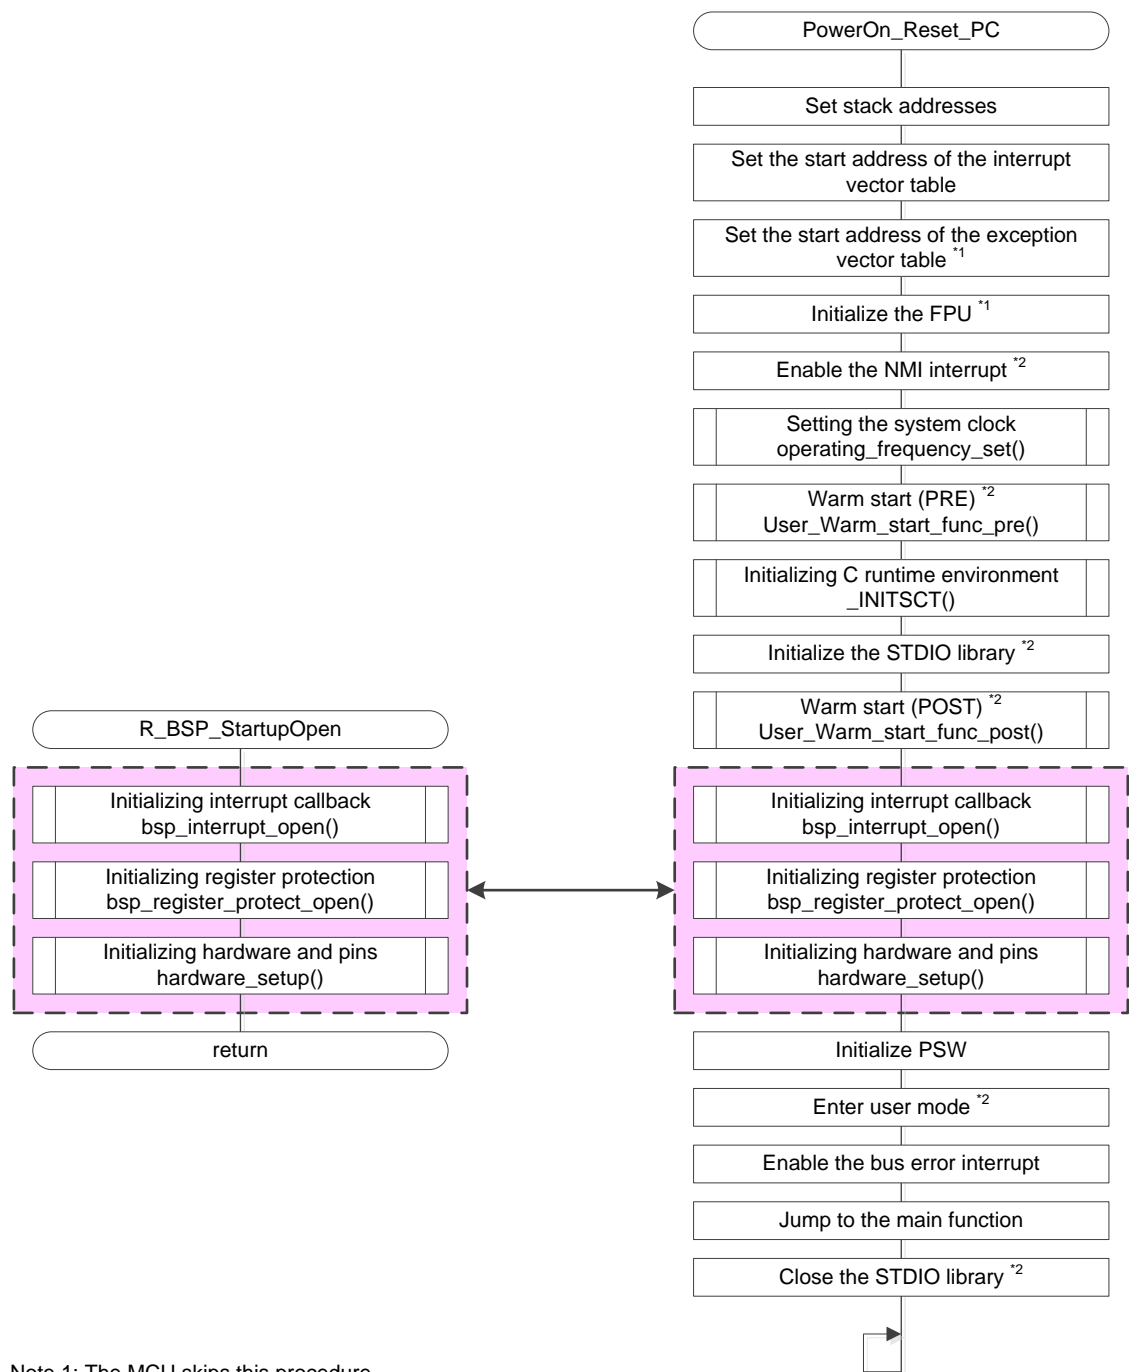 PowerOn_Reset_PC
Set stack addresses
Set the start address of the interrupt
vector table
Set the start address of the exception
vector table *1
Initialize the FPU *1
Enable the NMI interrupt *2
Setting the system clock
operating_frequency_set()
Warm start (PRE) *2
User_Warm_start_func_pre()
Initializing C runtime environment
_INITSCT()
Initialize the STDIO library *2
Warm start (POST) *2
User_Warm_start_func_post()
Initializing interrupt callback
bsp_interrupt_open()
Initializing register protection
bsp_register_protect_open()
Initializing hardware and pins
hardware_setup()
Initialize PSW
Enter user mode *2
Enable the bus error interrupt
Jump to the main function
Close the STDIO library *2
R_BSP_StartupOpen
Initializing interrupt callback
bsp_interrupt_open()
Initializing register protection
bsp_register_protect_open()
Initializing hardware and pins
hardware_setup()
return
Note 1: The MCU skips this procedure